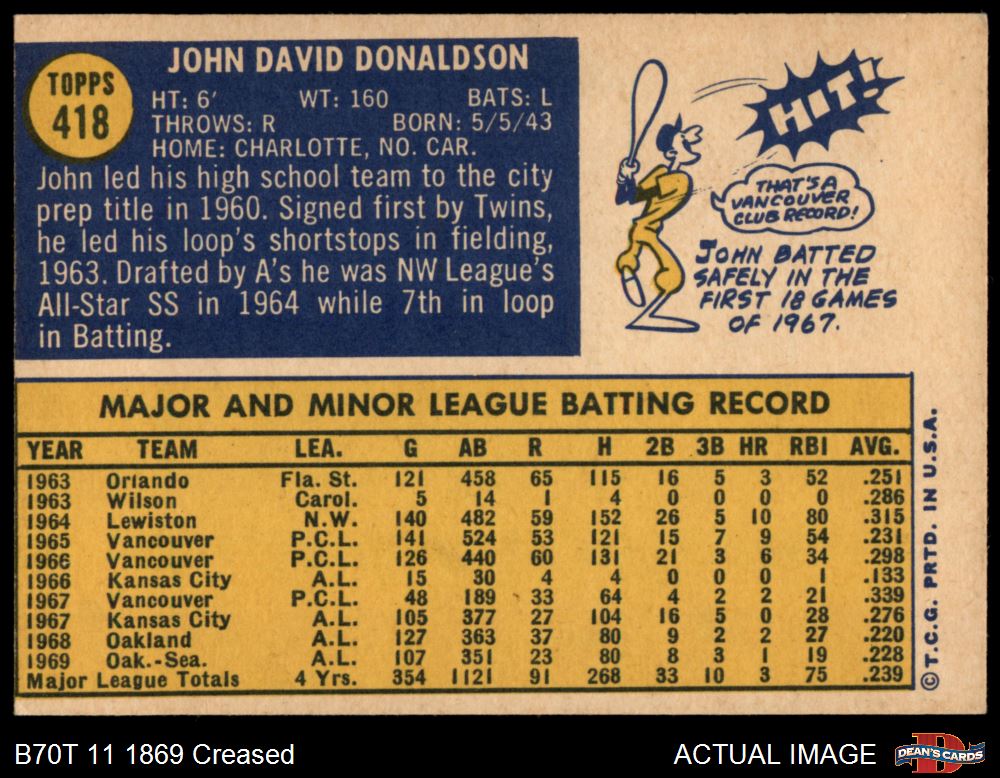 TOPPS
418
JOHN DAVID DONALDSON
HT: 6' WT: 160 BATS: L
THROWS: R BORN: 5/5/43
HOME: CHARLOTTE, NO. CAR.
John led his high school team to the city
prep title in 1960. Signed first by Twins,
he led his loop's shortstops in fielding,
1963. Drafted by A's he was NW League's
All-Star SS in 1964 while 7th in loop
in Batting.
HIT!
THAT'S A
VANCOUVER
CLUB RECORD!
JOHN BATTED
SAFELY IN THE
FIRST 18 GAMES
OF 1967.
MAJOR AND MINOR LEAGUE BATTING RECORD
YEAR TEAM LEA. G AB R H 2B 3B HR RBI AVG.
1963 Orlando Fla. St. 121 458 65 115 16 5 3 52 .251
1963 Wilson Carol. 5 14 1 4 0 0 0 0 .286
1964 Lewiston N.W. 140 482 59 152 26 5 10 80 .315
1965 Vancouver P.C.L. 141 524 53 121 15 7 9 54 .231
1966 Vancouver P.C.L. 126 440 60 131 21 3 6 34 .298
1966 Kansas City A.L. 15 30 4 4 0 0 0 1 .133
1967 Vancouver P.C.L. 48 189 33 64 4 2 2 21 .339
1967 Kansas City A.L. 105 377 27 104 16 5 0 28 .276
1968 Oakland A.L. 127 363 37 80 9 2 2 27 .220
1969 Oak.-Sea. A.L. 107 351 23 80 8 3 1 19 .228
Major League Totals 4 Yrs. 354 1121 91 268 33 10 3 75 .239
© T.C.G. PRTD. IN U.S.A.
B70T 11 1869 Creased
ACTUAL IMAGE
DEAN'S CARDS